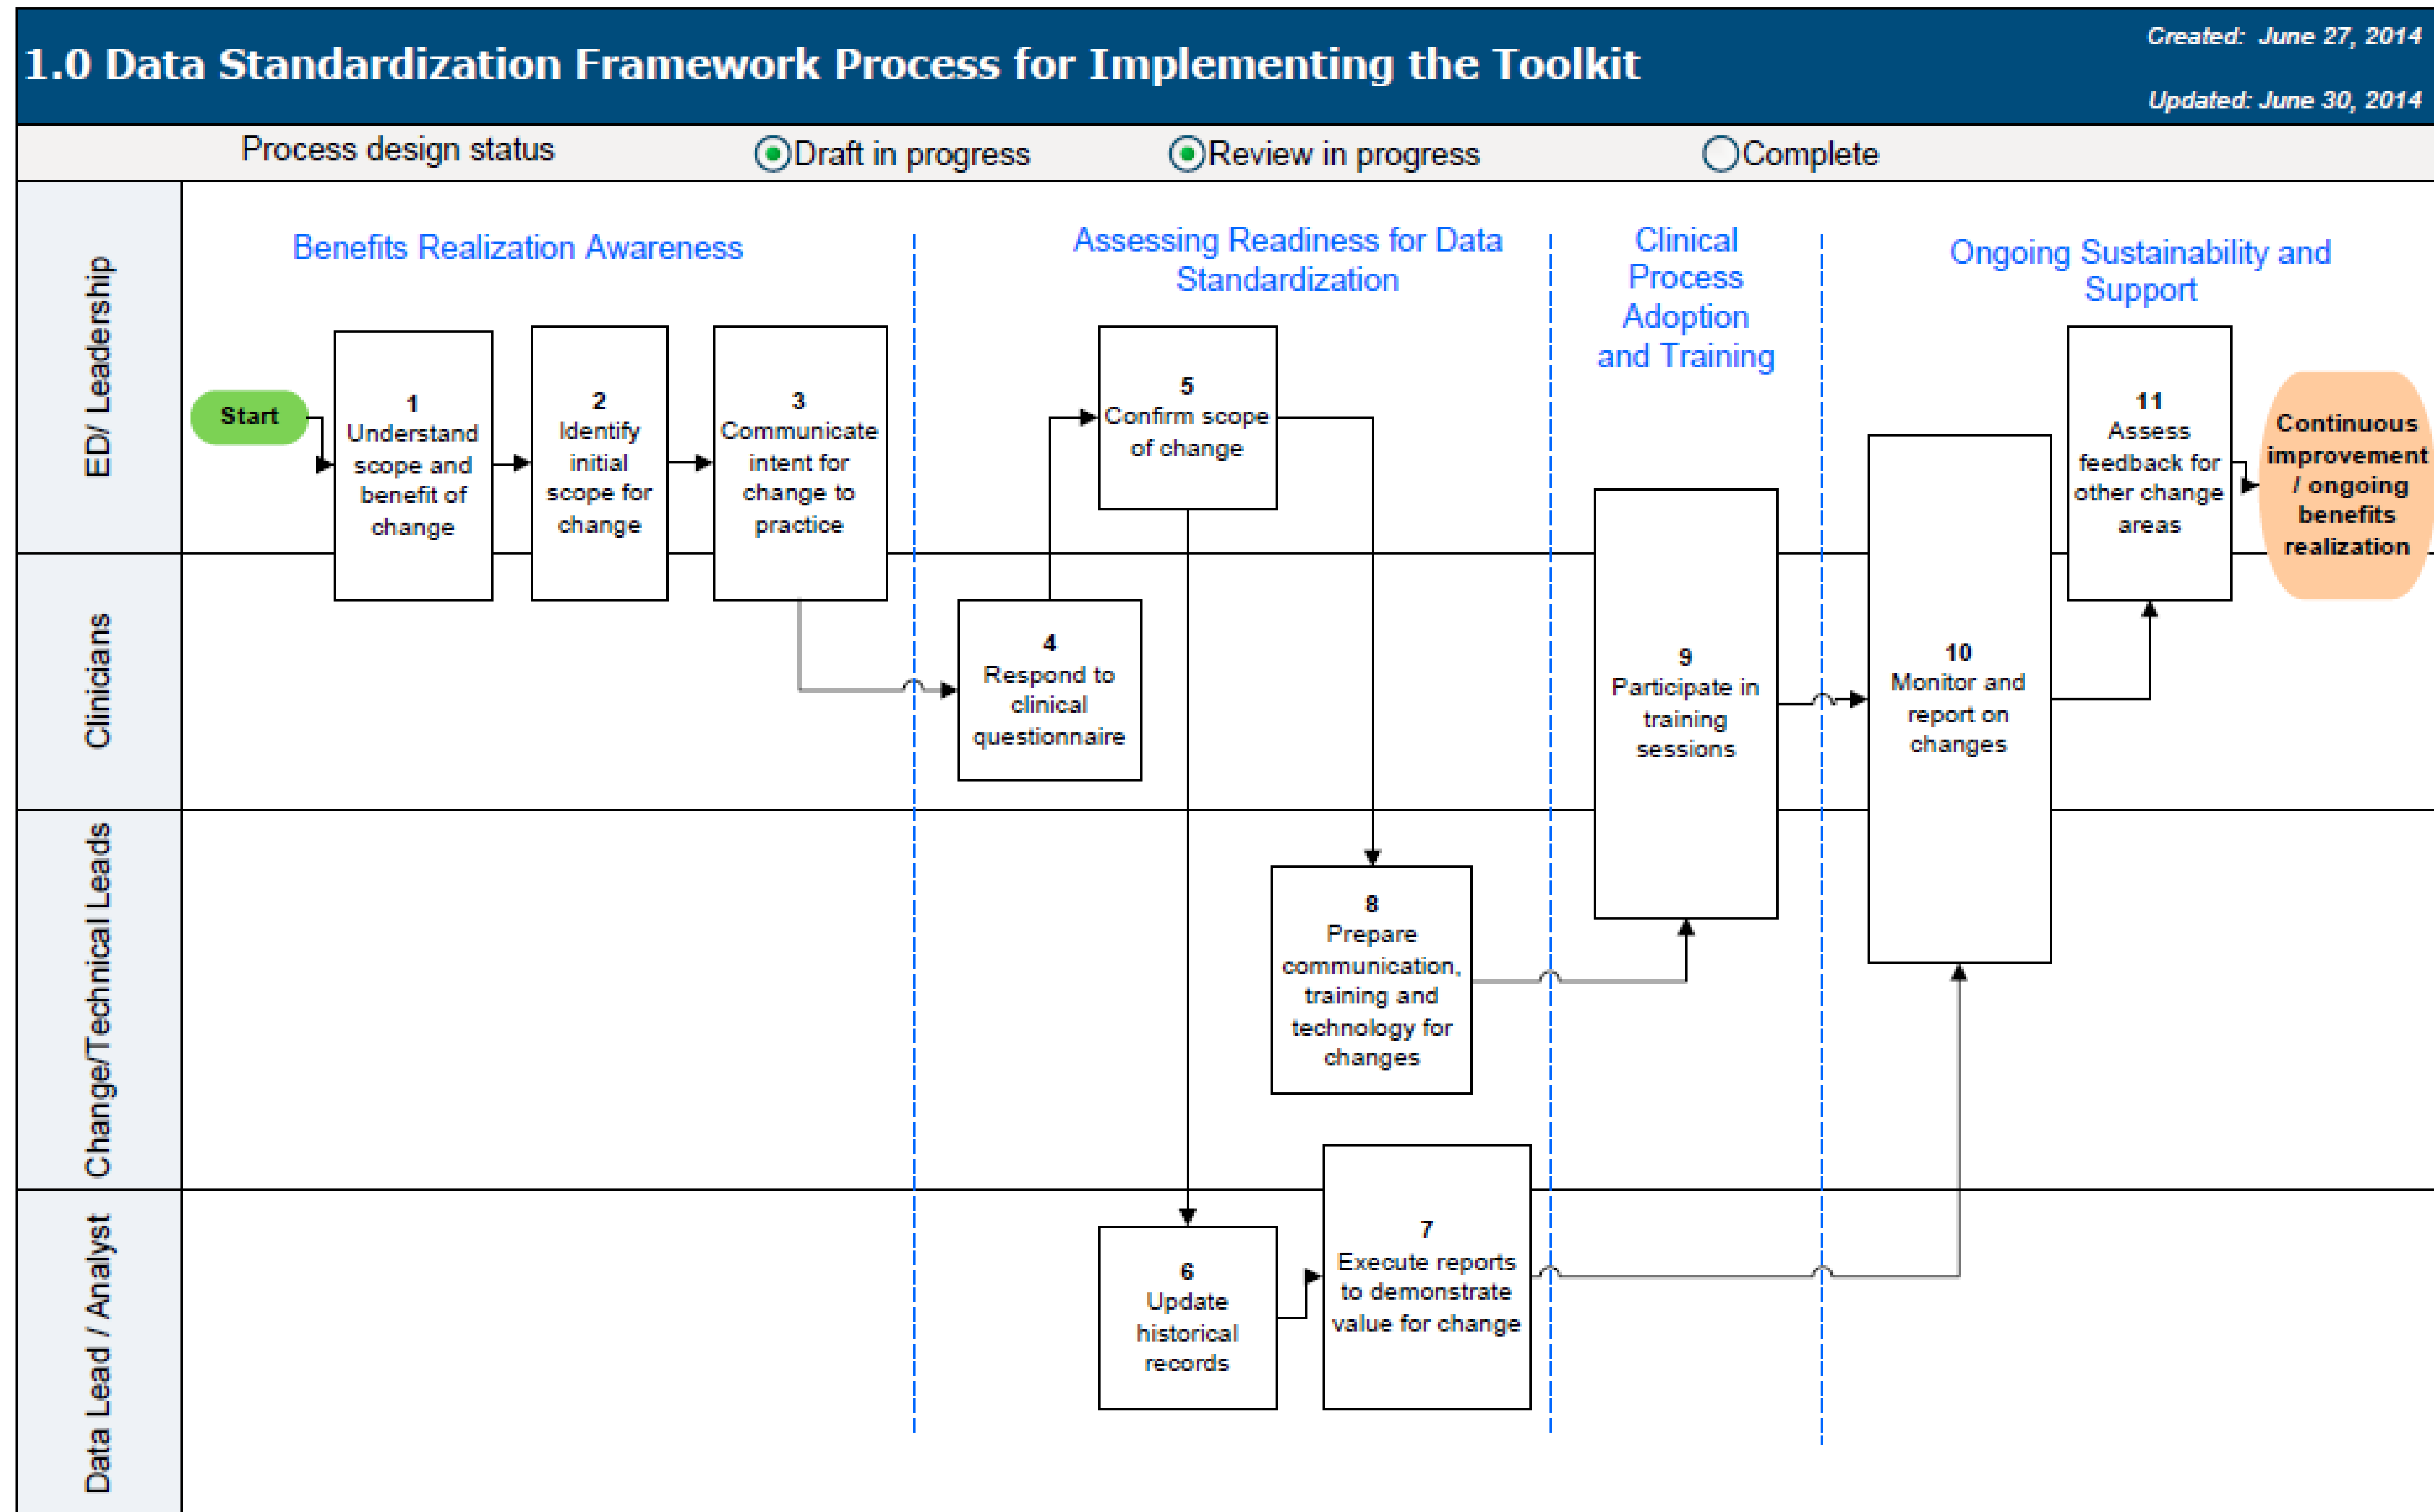 1.0 Data Standardization Framework Process for Implementing the Toolkit
Created: June 27, 2014
Updated: June 30, 2014
Process design status
Draft in progress
Review in progress
Complete
ED/ Leadership
Clinicians
Change/Technical Leads
Data Lead / Analyst
Benefits Realization Awareness
Assessing Readiness for Data
Standardization
Clinical
Process
Adoption
and Training
Ongoing Sustainability and
Support
Start
1
Understand
scope and
benefit of
change
2
Identify
initial
scope for
change
3
Communicate
intent for
change to
practice
4
Respond to
clinical
questionnaire
5
Confirm scope
of change
6
Update
historical
records
7
Execute reports
to demonstrate
value for change
8
Prepare
communication,
training and
technology for
changes
9
Participate in
training
sessions
10
Monitor and
report on
changes
11
Assess
feedback for
other change
areas
Continuous
improvement
/ ongoing
benefits
realization